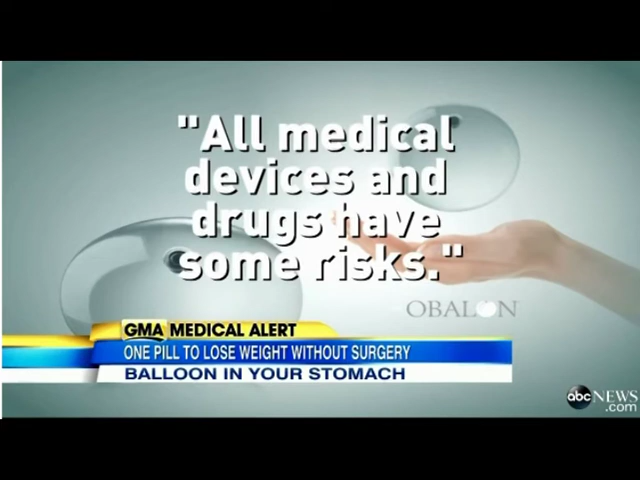 "All medical
devices and
drugs have
some risks."
OBALON
GMA MEDICAL ALERT
ONE PILL TO LOSE WEIGHT WITHOUT SURGERY
BALLOON IN YOUR STOMACH
abc NEWS
.com